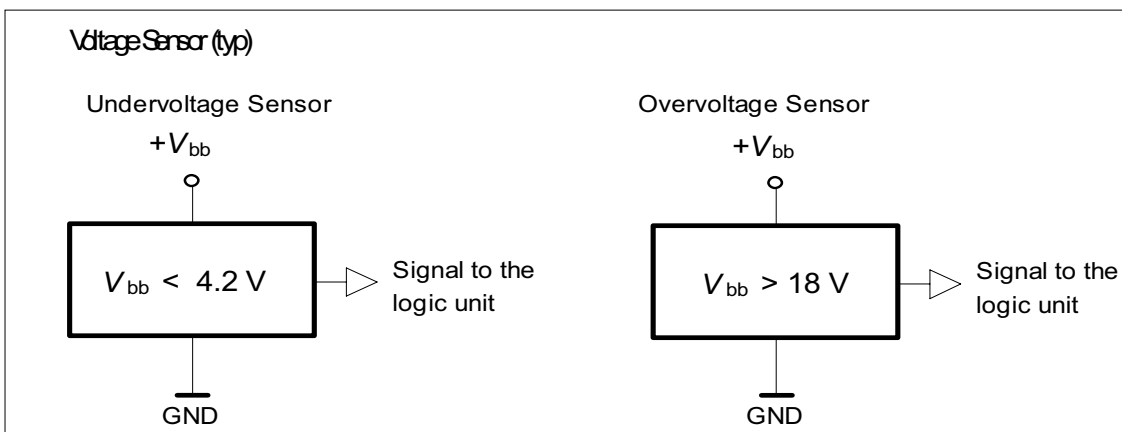 Voltage Sensor (typ)
Undervoltage Sensor
+Vbb
Vbb < 4.2 V
Signal to the
logic unit
GND
Overvoltage Sensor
+Vbb
Vbb > 18 V
Signal to the
logic unit
GND